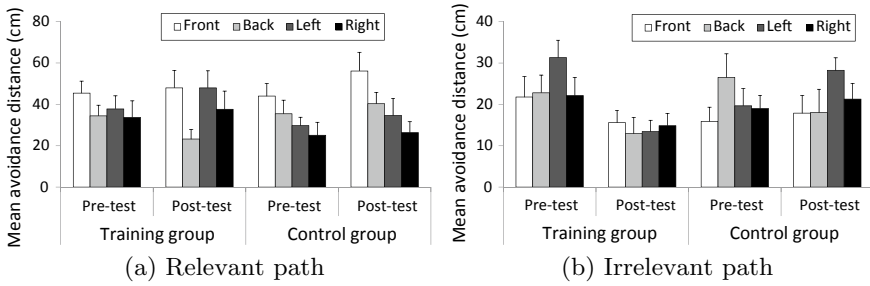 Mean avoidance distance (cm)
80
60
40
20
0
Front Back Left Right
Pre-test Post-test Pre-test Post-test
Training group Control group
(a) Relevant path
Mean avoidance distance (cm)
40
30
20
10
0
Front Back Left Right
Pre-test Post-test Pre-test Post-test
Training group Control group
(b) Irrelevant path